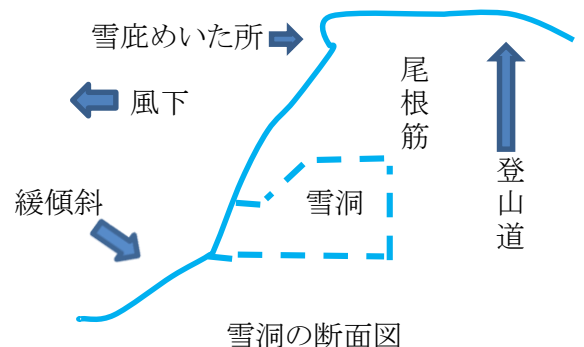 雪庇めいた所
尾根筋
風下
登山道
緩傾斜
雪洞
雪洞の断面図